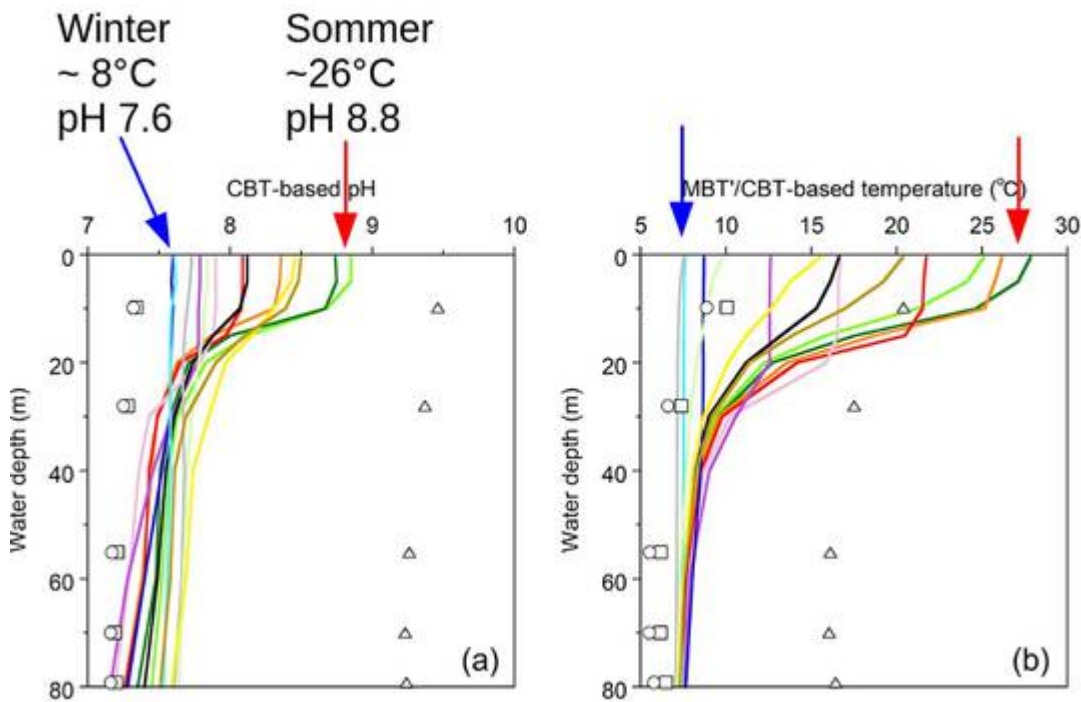 Winter
~ 8°C
pH 7.6
Sommer
~26°C
pH 8.8
CBT-based pH
7 8 9 10
0
20
40
60
80
Water depth (m)
(a)
MBT'/CBT-based temperature (°C)
5 10 15 20 25 30
0
20
40
60
80
Water depth (m)
(b)